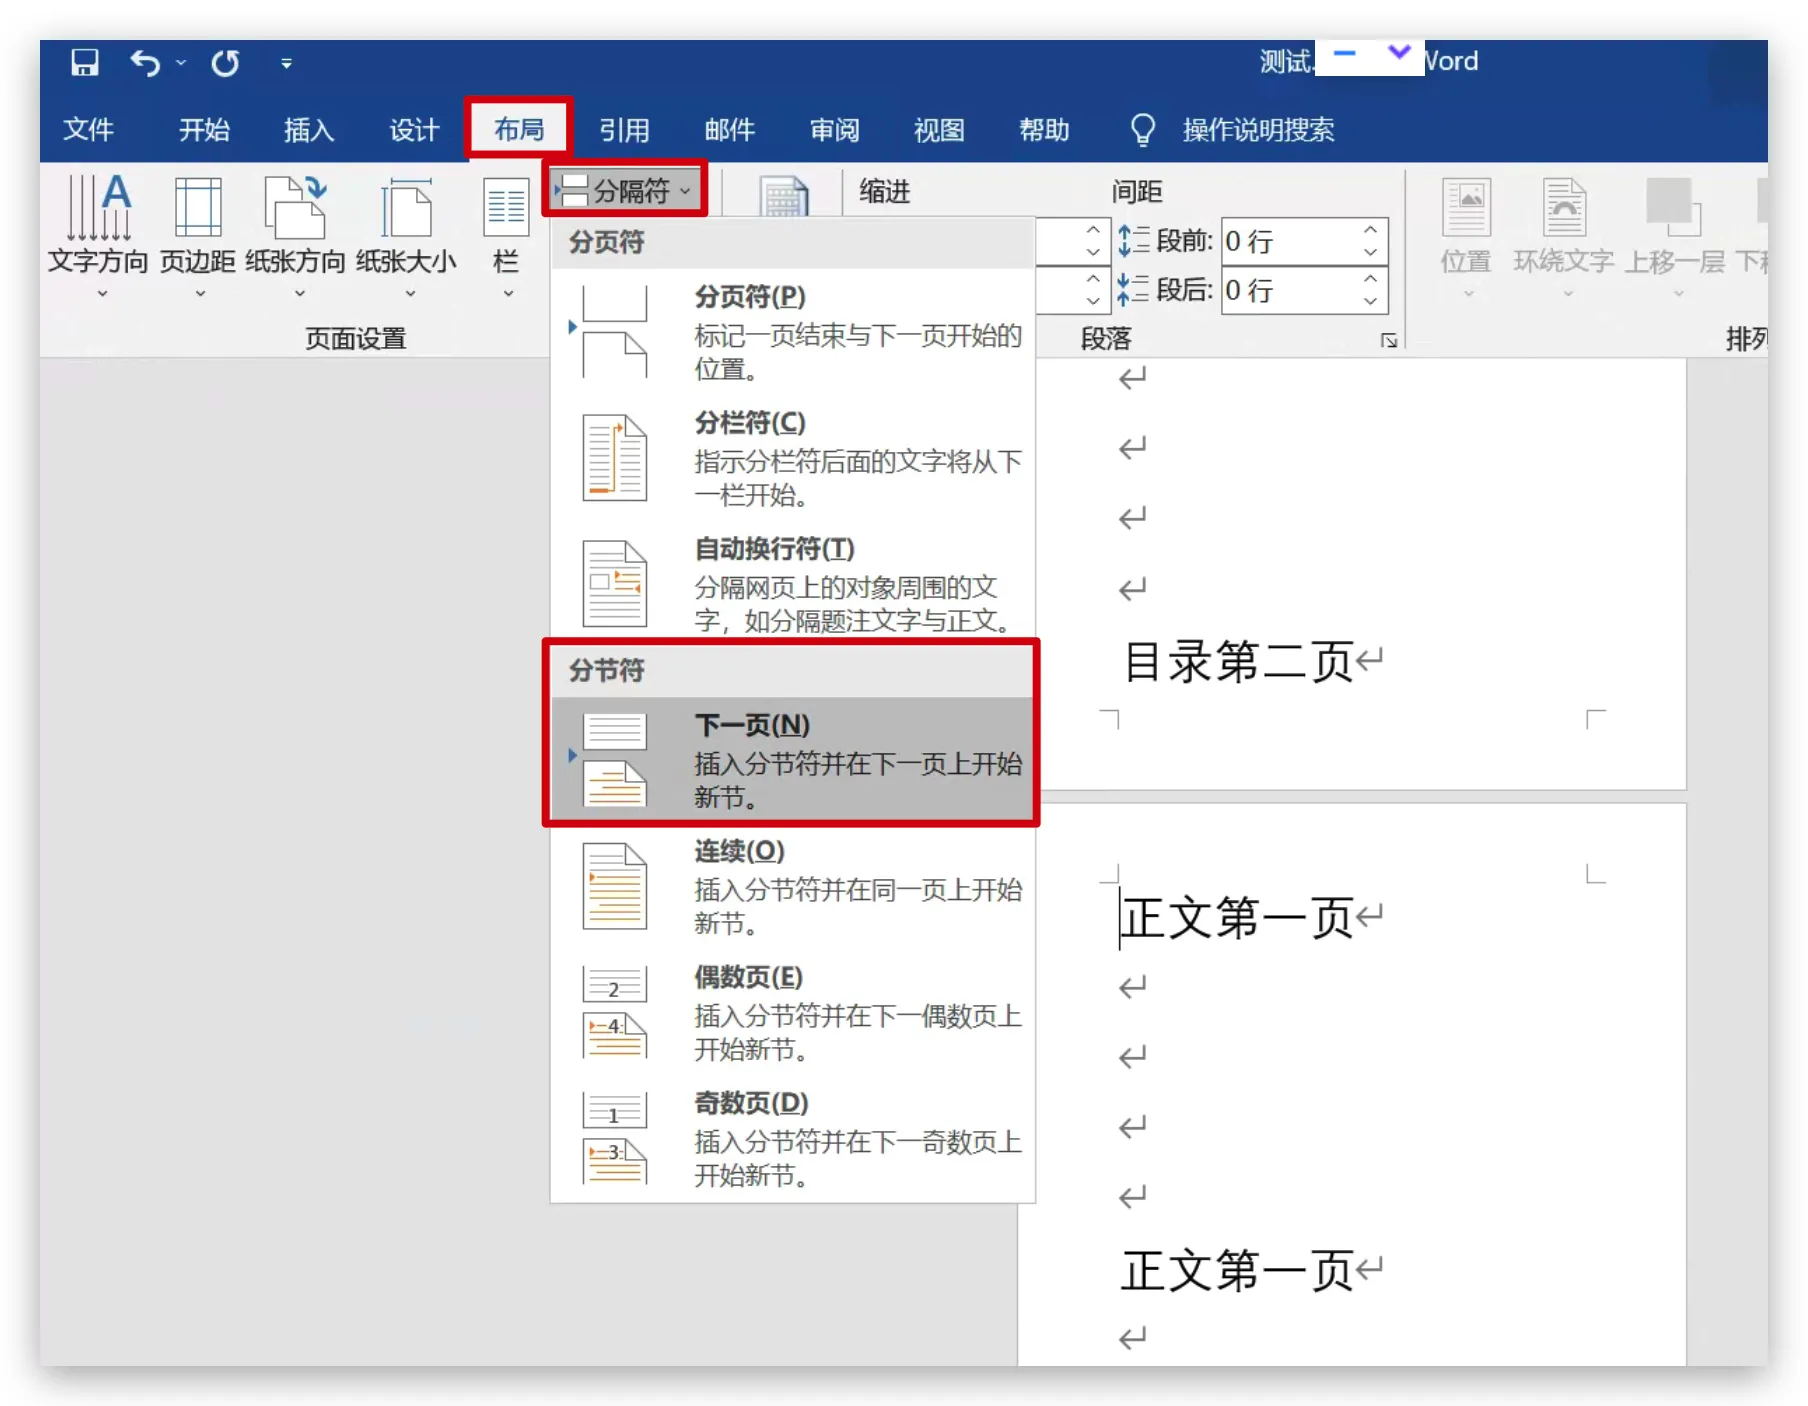 测试. Word
文件 开始 插入 设计 布局 引用 邮件 审阅 视图 帮助 操作说明搜索
文字方向 页边距 纸张方向 纸张大小 栏
分隔符
缩进 间距
段前: 0 行
段后: 0 行
位置 环绕文字 上移一层
页面设置 段落 排列
分页符
分页符(P)
标记一页结束与下一页开始的
位置。
分栏符(C)
指示分栏符后面的文字将从下
一栏开始。
自动换行符(T)
分隔网页上的对象周围的文
字，如分隔题注文字与正文。
分节符
下一页(N)
插入分节符并在下一页上开始
新节。
连续(O)
插入分节符并在同一页上开始
新节。
2
4
偶数页(E)
插入分节符并在下一偶数页上
开始新节。
1
3
奇数页(D)
插入分节符并在下一奇数页上
开始新节。
目录第二页
正文第一页
正文第一页